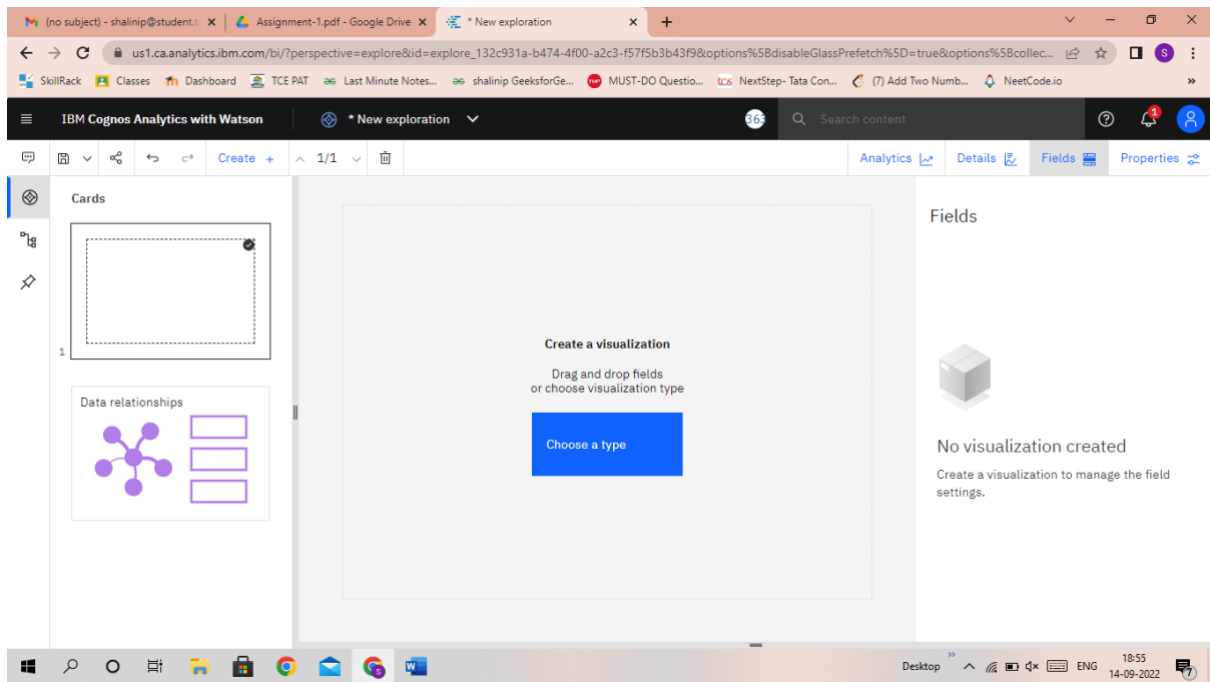 (no subject) - shalinip@student.t
Assignment-1.pdf - Google Drive
* New exploration
us1.ca.analytics.ibm.com/bi/?perspective=explore&id=explore_132c931a-b474-4f00-a2c3-f57f5b3b43f9&options%5BdisableGlassPrefetch%5D=true&options%5Bcollec...
S
SkillRack
Classes
Dashboard
TCE PAT
Last Minute Notes...
shalinip GeeksforGe...
MUST-DO Questio...
NextStep- Tata Con...
(7) Add Two Numb...
NeetCode.io
»
IBM Cognos Analytics with Watson
* New exploration
363
Search content
1
Create +
1/1
Analytics
Details
Fields
Properties
Cards
1
Data relationships
Create a visualization
Drag and drop fields
or choose visualization type
Choose a type
Fields
No visualization created
Create a visualization to manage the field
settings.
Desktop
»
ENG
18:55
14-09-2022
7